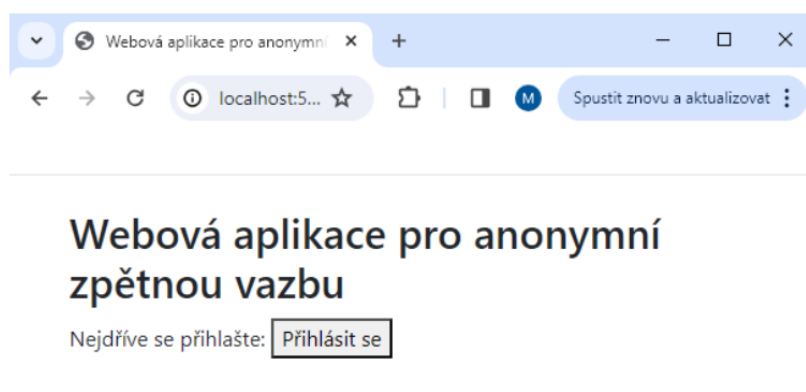 Webová aplikace pro anonymní
localhost:5...
M
Spustit znovu a aktualizovat
Webová aplikace pro anonymní
zpětnou vazbu
Nejdříve se přihlašte: Přihlásit se